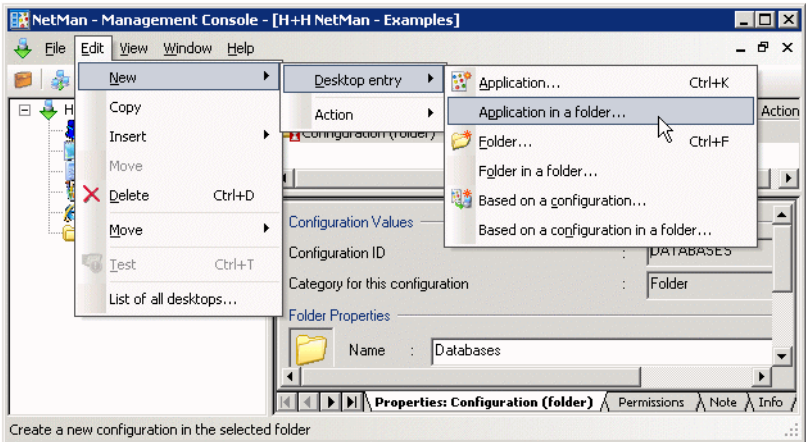 NetMan - Management Console - [H+H NetMan - Examples]
File Edit View Window Help
New
Copy
Insert
Move
Delete Ctrl+D
Move
Test Ctrl+T
List of all desktops...
Desktop entry
Action
Application... Ctrl+K
Application in a folder...
Folder... Ctrl+F
Folder in a folder...
Based on a configuration...
Based on a configuration in a folder...
H
Action
Configuration (folder)
Configuration Values
Configuration ID : DATABASES
Category for this configuration : Folder
Folder Properties
Name : Databases
Properties: Configuration (folder) Permissions Note Info
Create a new configuration in the selected folder